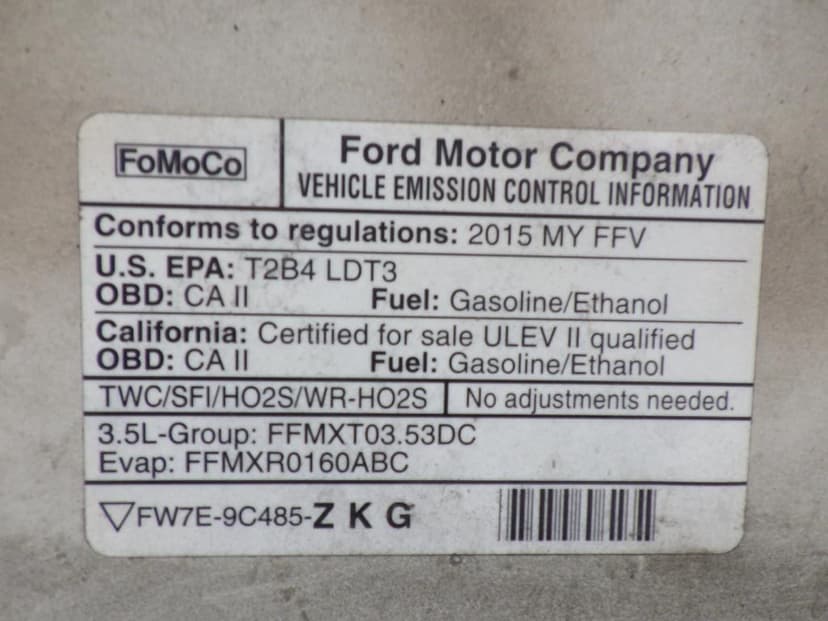 FoMoCo
Ford Motor Company
VEHICLE EMISSION CONTROL INFORMATION
Conforms to regulations: 2015 MY FFV
U.S. EPA: T2B4 LDT3
OBD: CA II Fuel: Gasoline/Ethanol
California: Certified for sale ULEV II qualified
OBD: CA II Fuel: Gasoline/Ethanol
TWC/SFI/HO2S/WR-HO2S No adjustments needed.
3.5L-Group: FFMXT03.53DC
Evap: FFMXR0160ABC
▽FW7E-9C485-Z K G